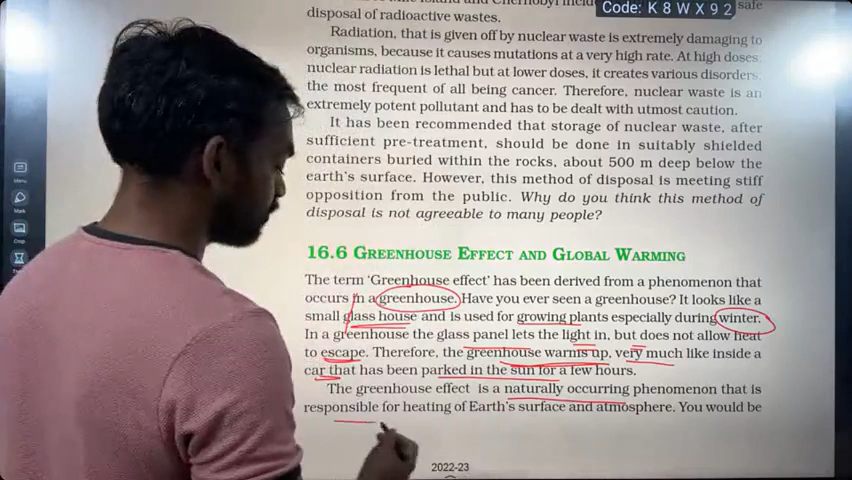 Code: K8WX92 safe
disposal of radioactive wastes.
Radiation, that is given off by nuclear waste is extremely damaging to
organisms, because it causes mutations at a very high rate. At high doses,
nuclear radiation is lethal but at lower doses, it creates various disorders,
the most frequent of all being cancer. Therefore, nuclear waste is an
extremely potent pollutant and has to be dealt with utmost caution.
It has been recommended that storage of nuclear waste, after
sufficient pre-treatment, should be done in suitably shielded
containers buried within the rocks, about 500 m deep below the
earth's surface. However, this method of disposal is meeting stiff
opposition from the public. Why do you think this method of
disposal is not agreeable to many people?
16.6 GREENHOUSE EFFECT AND GLOBAL WARMING
The term 'Greenhouse effect' has been derived from a phenomenon that
occurs in a greenhouse. Have you ever seen a greenhouse? It looks like a
small glass house and is used for growing plants especially during winter.
In a greenhouse the glass panel lets the light in, but does not allow heat
to escape. Therefore, the greenhouse warms up, very much like inside a
car that has been parked in the sun for a few hours.
The greenhouse effect is a naturally occurring phenomenon that is
responsible for heating of Earth's surface and atmosphere. You would be
2022-23
Mark
Crop